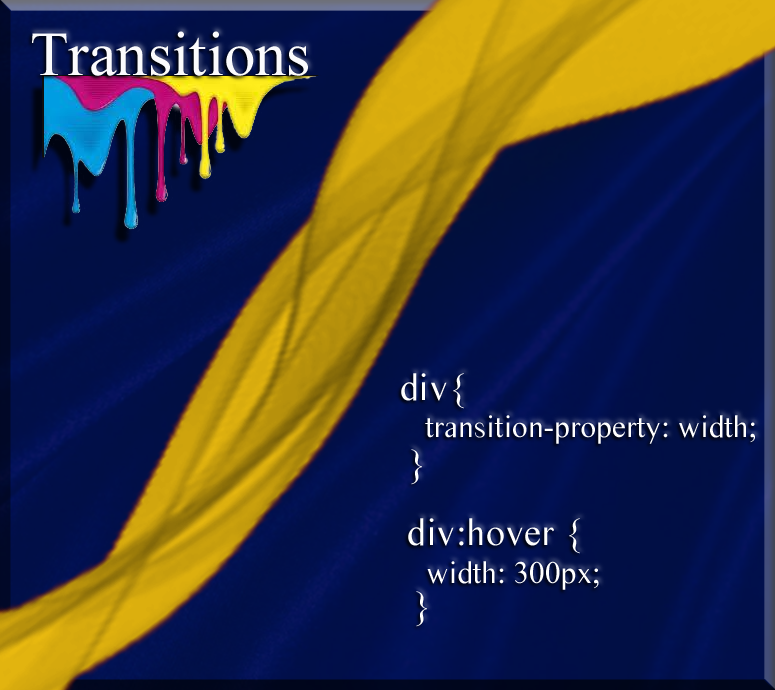 Transitions
div{
transition-property: width;
}
div:hover {
width: 300px;
}